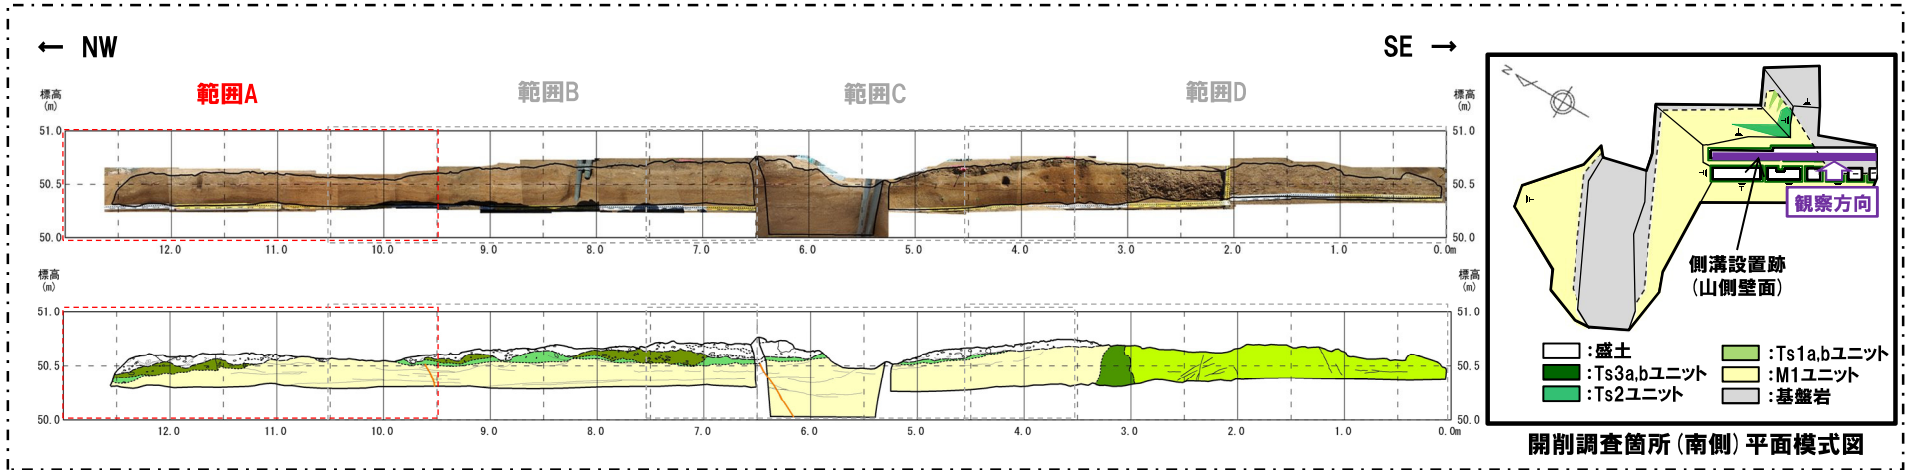 ← NW
SE →
範囲A
範囲B
範囲C
範囲D
標高
(m)
標高
(m)
51.0
50.5
50.0
51.0
50.5
50.0
12.0 11.0 10.0 9.0 8.0 7.0 6.0 5.0 4.0 3.0 2.0 1.0 0.0m
標高
(m)
標高
(m)
51.0
50.5
50.0
51.0
50.5
50.0
12.0 11.0 10.0 9.0 8.0 7.0 6.0 5.0 4.0 3.0 2.0 1.0 0.0m
N
観察方向
側溝設置跡
(山側壁面)
:盛土
:Ts3a,bユニット
:Ts2ユニット
:Ts1a,bユニット
:M1ユニット
:基盤岩
開削調査箇所(南側)平面模式図